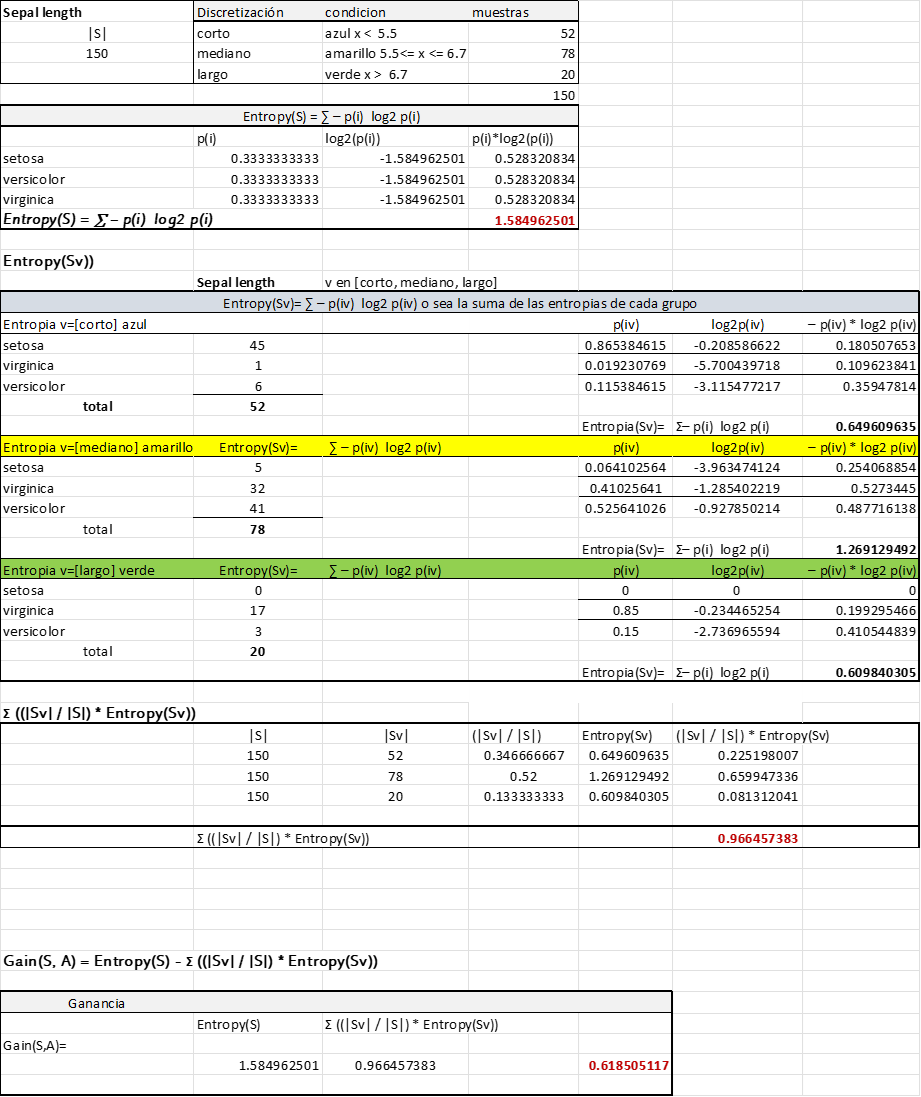 Sepal length Discretización condicion muestras
|S| corto azul x < 5.5 52
150 mediano amarillo 5.5<= x <= 6.7 78
largo verde x > 6.7 20
150
Entropy(S) = ∑ − p(i) log2 p(i)
p(i) log2(p(i)) p(i)*log2(p(i))
setosa 0.3333333333 -1.584962501 0.528320834
versicolor 0.3333333333 -1.584962501 0.528320834
virginica 0.3333333333 -1.584962501 0.528320834
Entropy(S) = ∑ − p(i) log2 p(i) 1.584962501
Entropy(Sv))
Sepal length v en [corto, mediano, largo]
Entropy(Sv)= ∑ − p(iv) log2 p(iv) o sea la suma de las entropias de cada grupo
Entropia v=[corto] azul p(iv) log2p(iv) − p(iv) * log2 p(iv)
setosa 45 0.865384615 -0.208586622 0.180507653
virginica 1 0.019230769 -5.700439718 0.109623841
versicolor 6 0.115384615 -3.115477217 0.35947814
total 52
Entropia(Sv)= Σ− p(i) log2 p(i) 0.649609635
Entropia v=[mediano] amarillo Entropy(Sv)= ∑ − p(iv) log2 p(iv) p(iv) log2p(iv) − p(iv) * log2 p(iv)
setosa 5 0.064102564 -3.963474124 0.254068854
virginica 32 0.41025641 -1.285402219 0.5273445
versicolor 41 0.525641026 -0.927850214 0.487716138
total 78
Entropia(Sv)= Σ− p(i) log2 p(i) 1.269129492
Entropia v=[largo] verde Entropy(Sv)= ∑ − p(iv) log2 p(iv) p(iv) log2p(iv) − p(iv) * log2 p(iv)
setosa 0 0 0 0
virginica 17 0.85 -0.234465254 0.199295466
versicolor 3 0.15 -2.736965594 0.410544839
total 20
Entropia(Sv)= Σ− p(i) log2 p(i) 0.609840305
Σ ((|Sv| / |S|) * Entropy(Sv))
|S| |Sv| (|Sv| / |S|) Entropy(Sv) (|Sv| / |S|) * Entropy(Sv)
150 52 0.346666667 0.649609635 0.225198007
150 78 0.52 1.269129492 0.659947336
150 20 0.133333333 0.609840305 0.081312041
Σ ((|Sv| / |S|) * Entropy(Sv)) 0.966457383
Gain(S, A) = Entropy(S) - Σ ((|Sv| / |S|) * Entropy(Sv))
Ganancia
Entropy(S) Σ ((|Sv| / |S|) * Entropy(Sv))
Gain(S,A)=
1.584962501 0.966457383 0.618505117